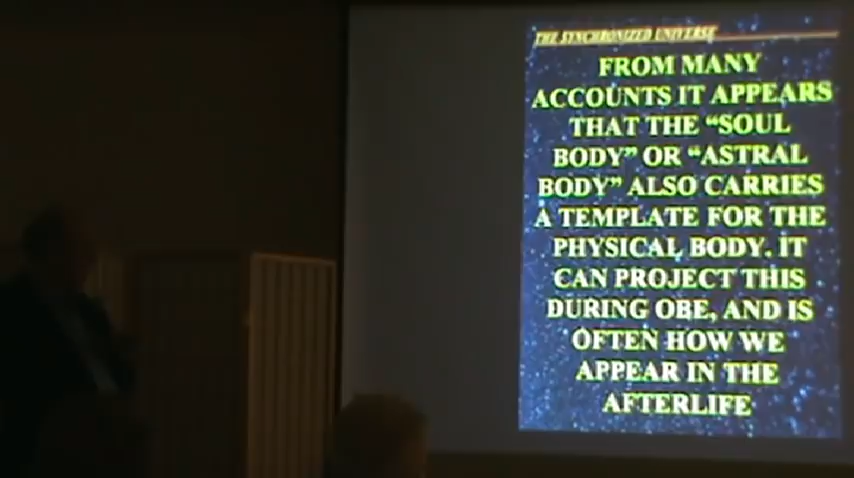 THE SYNCHRONIZED UNIVERSE
FROM MANY
ACCOUNTS IT APPEARS
THAT THE “SOUL
BODY” OR “ASTRAL
BODY” ALSO CARRIES
A TEMPLATE FOR THE
PHYSICAL BODY. IT
CAN PROJECT THIS
DURING OBE, AND IS
OFTEN HOW WE
APPEAR IN THE
AFTERLIFE